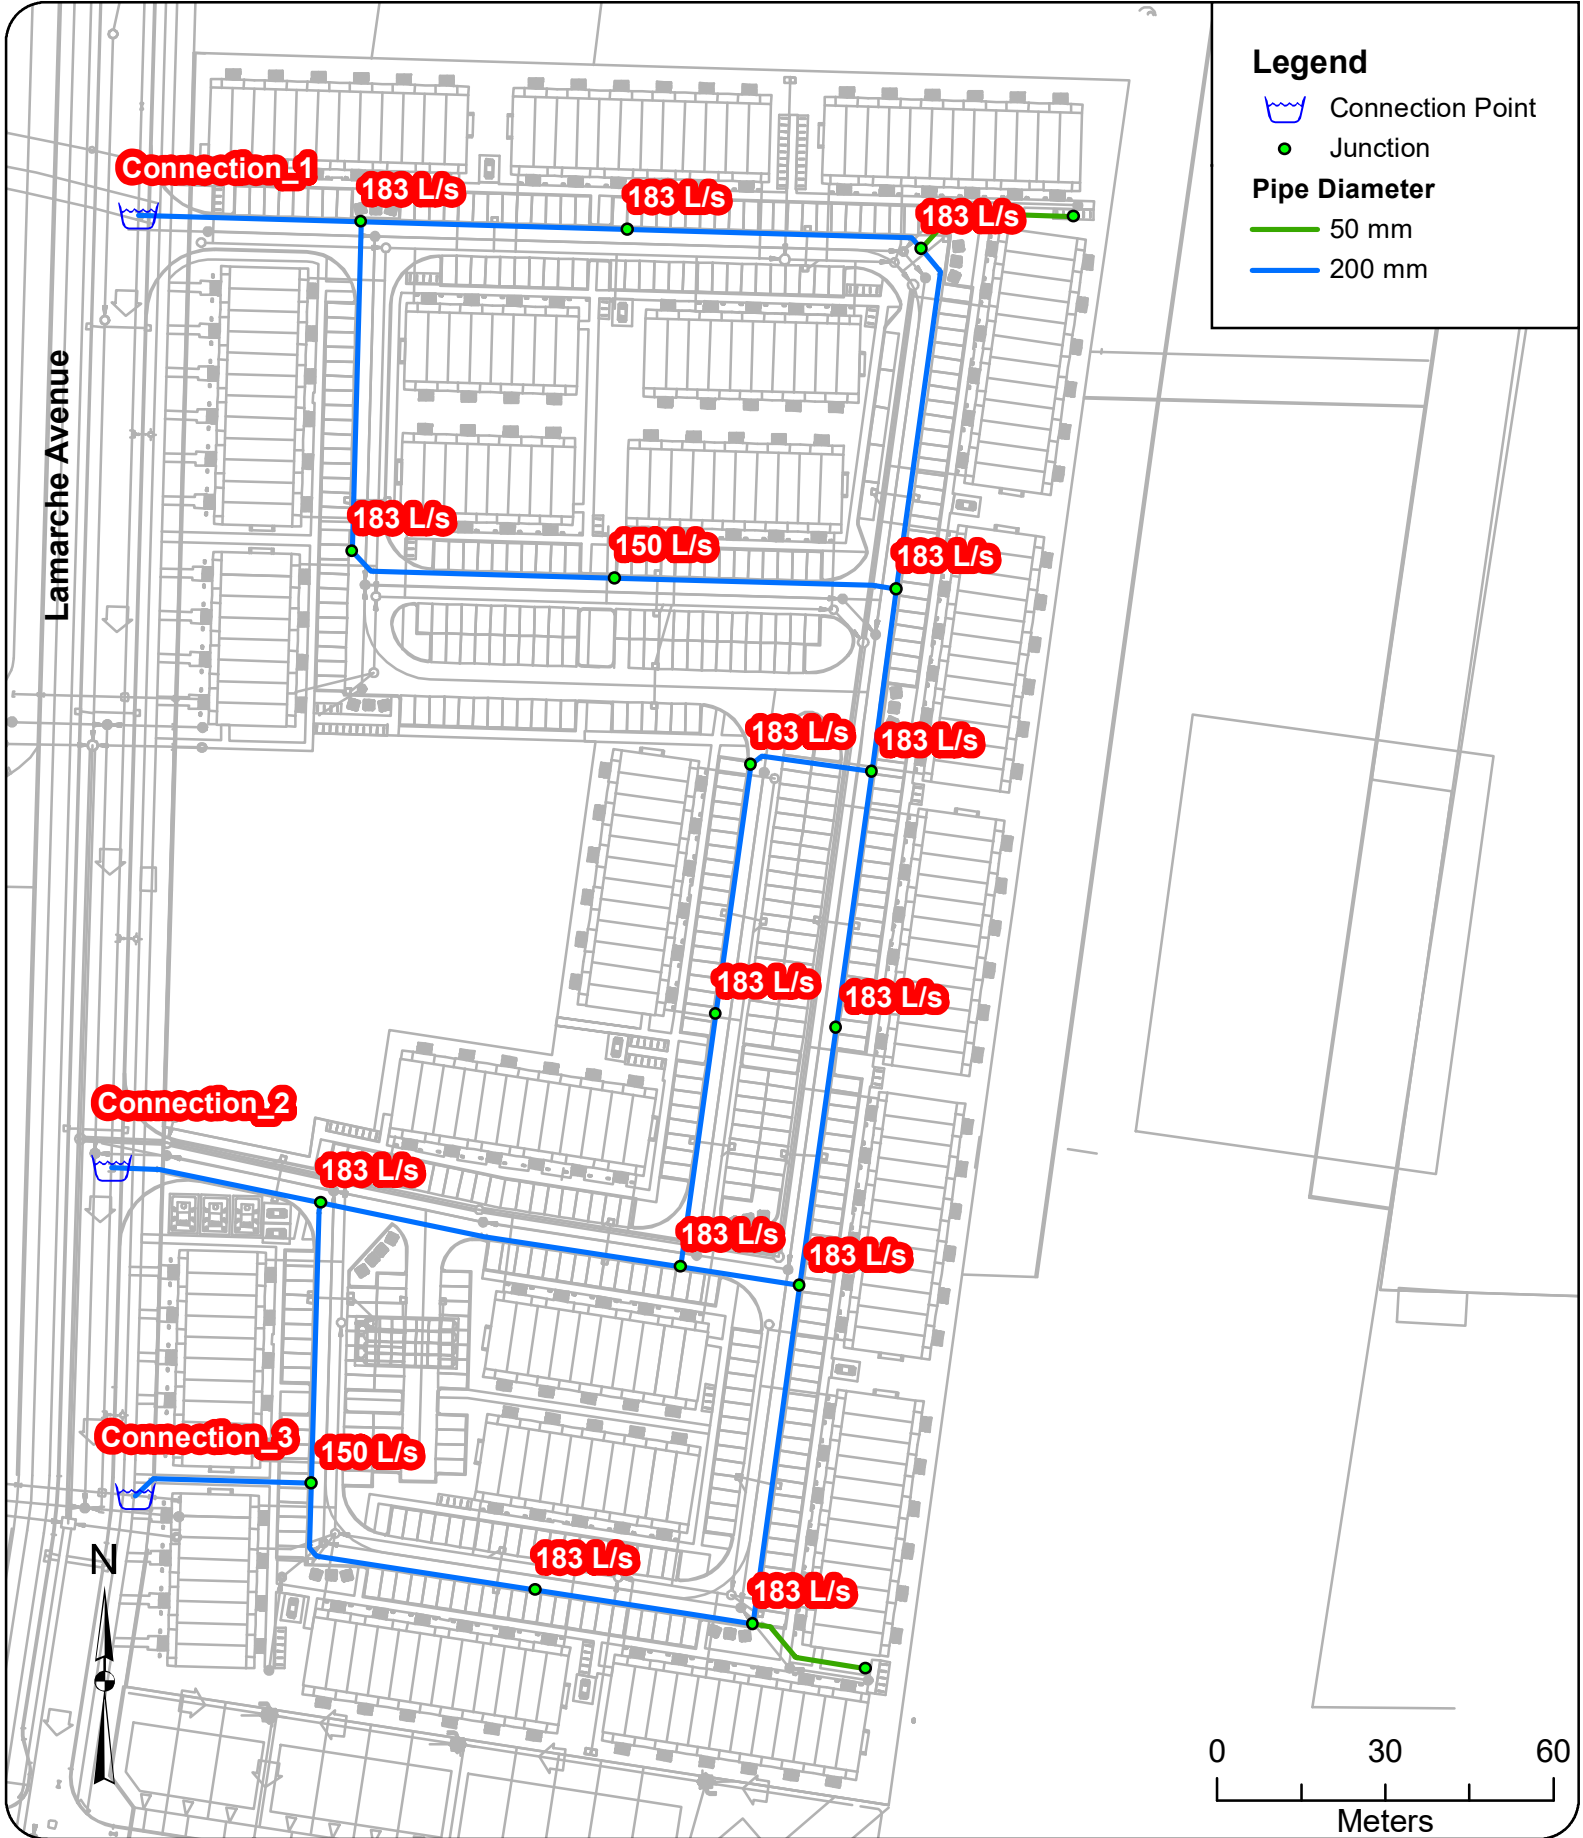 Legend
Connection Point
Junction
Pipe Diameter
50 mm
200 mm
Connection_1
183 L/s
183 L/s
183 L/s
Lamarche Avenue
183 L/s
150 L/s
183 L/s
183 L/s
183 L/s
183 L/s
183 L/s
Connection_2
183 L/s
183 L/s
183 L/s
Connection_3
150 L/s
183 L/s
183 L/s
N
0 30 60
Meters